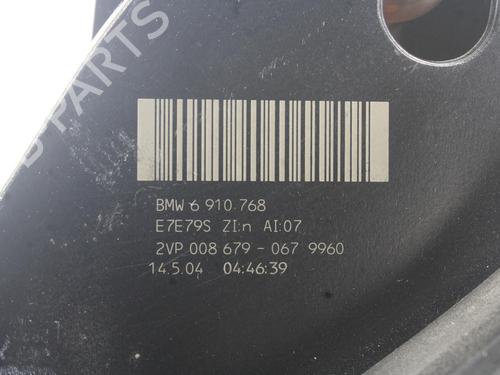 B-PARTS
BMW 6 910 768
E7E79S ZI:n AI:07
2VP 008 679 - 067 9960
14.5.04 04:46:39